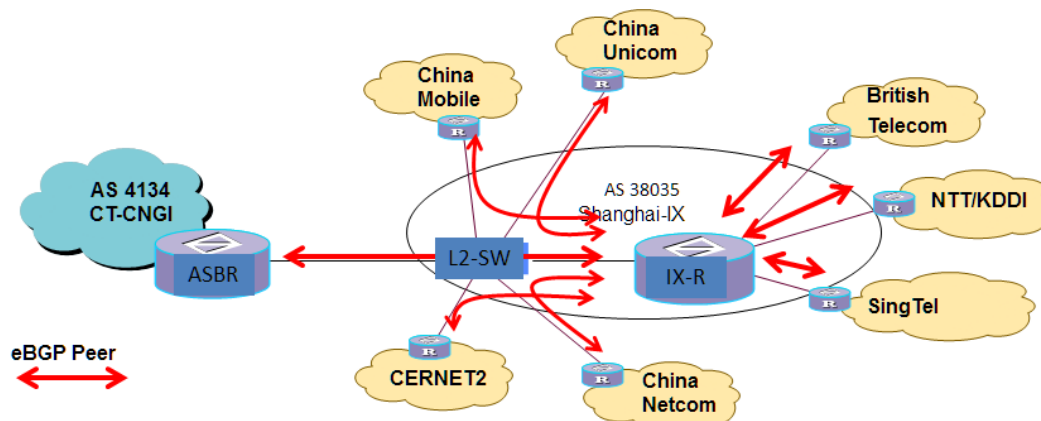 China
Unicom
China
Mobile
British
Telecom
AS 4134
CT-CNGI
AS 38035
Shanghai-IX
NTT/KDDI
ASBR
L2-SW
IX-R
SingTel
eBGP Peer
CERNET2
China
Netcom
R
R
R
R
R
R
R